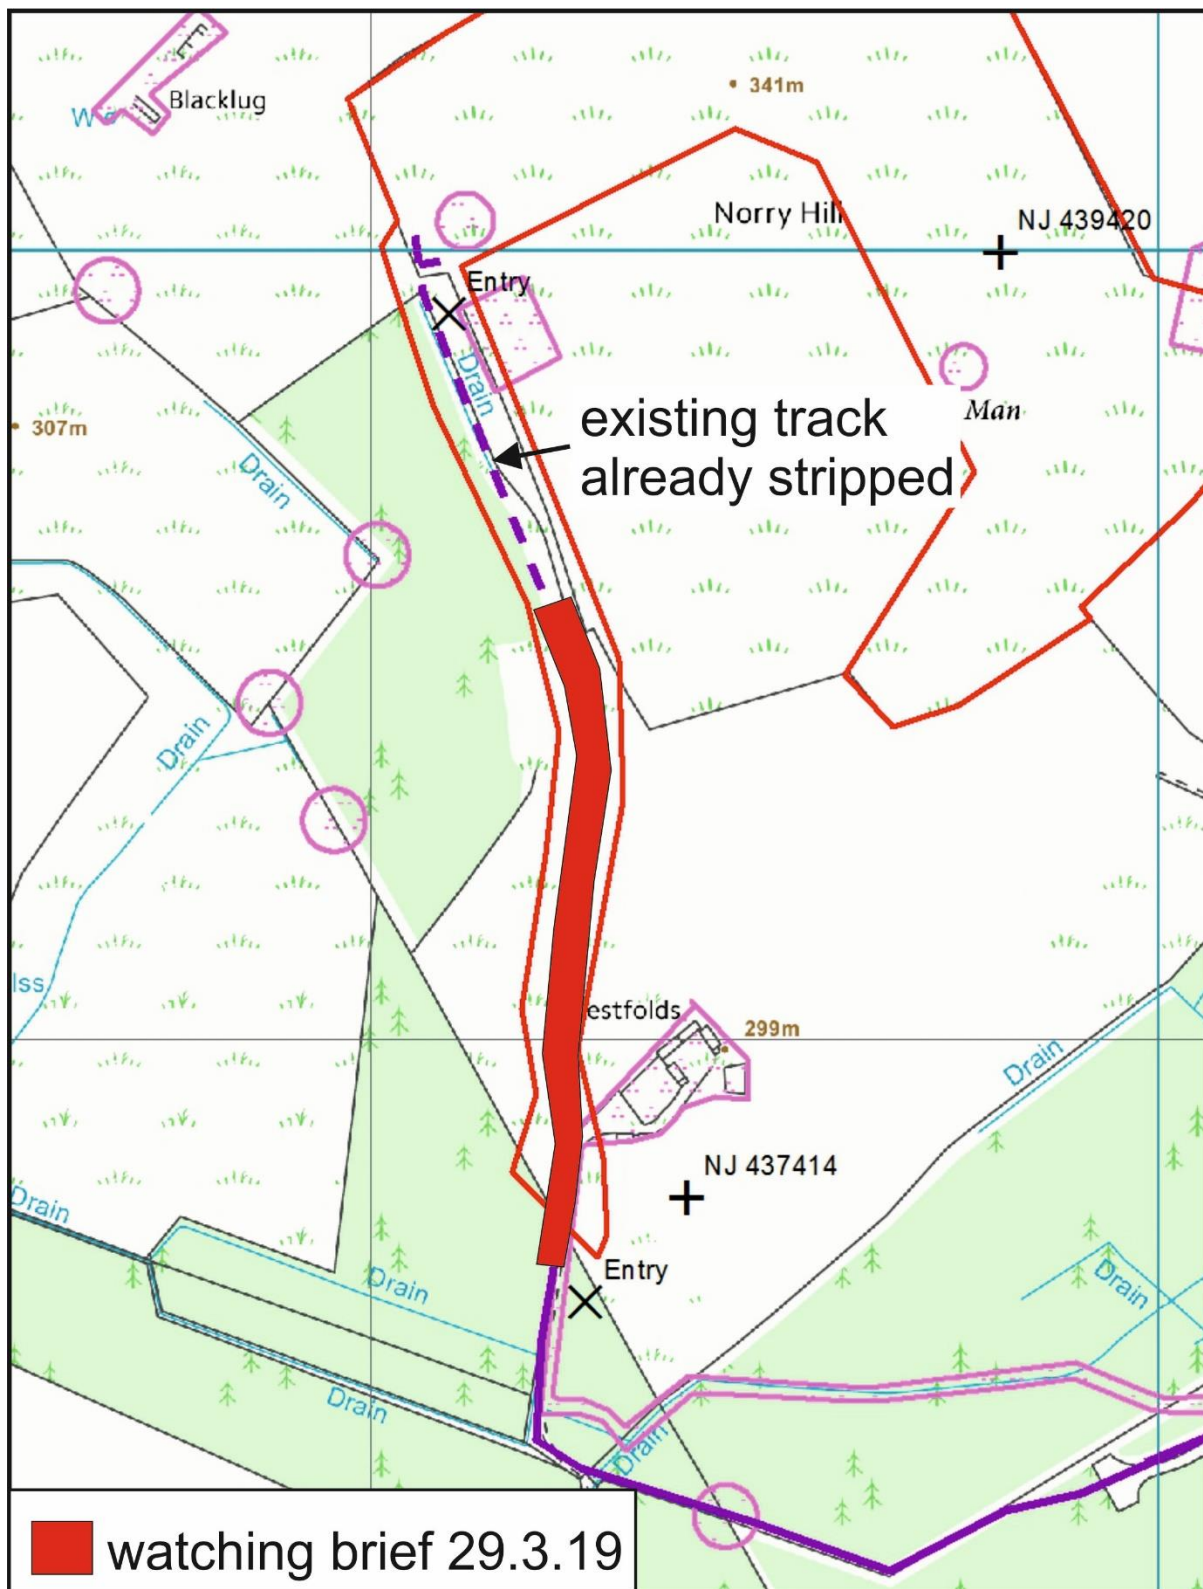 341m
Blacklug
Norry Hill
NJ 439420
Entry
Drain
existing track
already stripped
Man
307m
Drain
Drain
lss
estfolds
299m
Drain
NJ 437414
Drain
Entry
Drain
Drain
Drain
Drain
watching brief 29.3.19